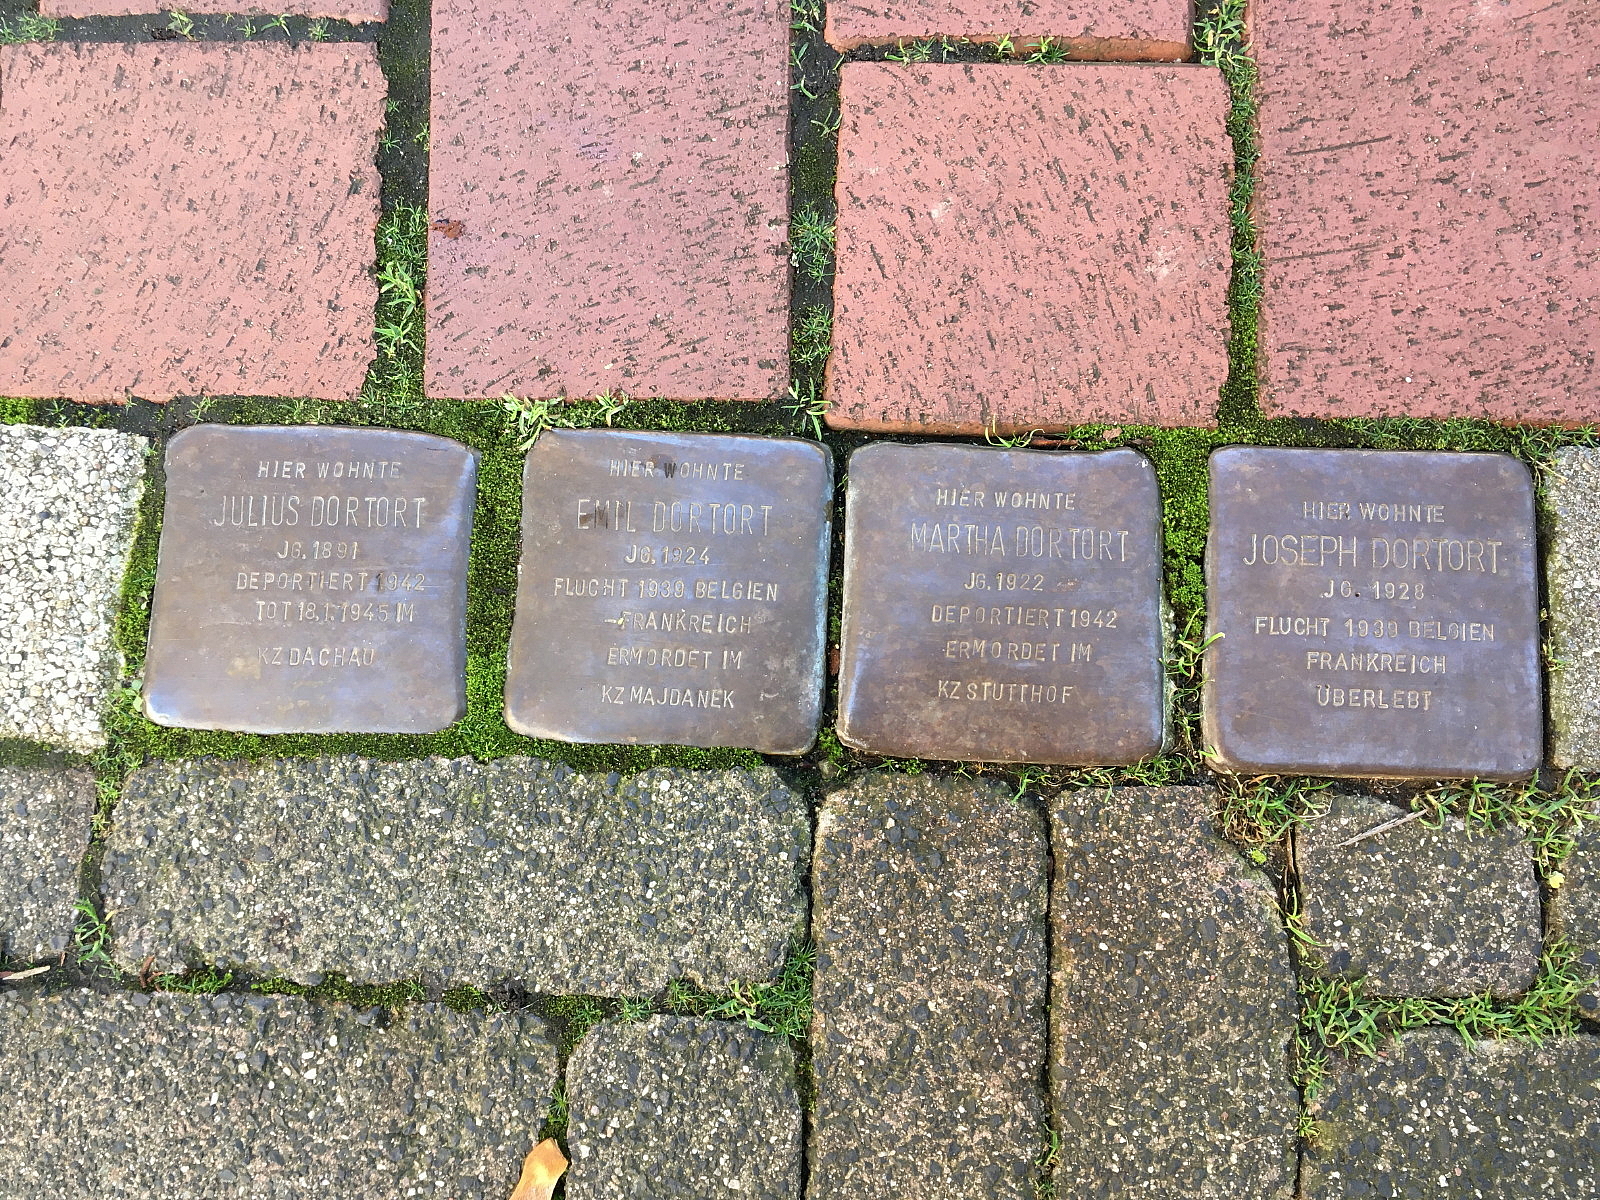 HIER WOHNTE
JULIUS DORTORT
JG. 1891
DEPORTIERT 1942
TOT 18.1.1945 IM
KZ DACHAU
HIER WOHNTE
EMIL DORTORT
JG. 1924
FLUCHT 1939 BELGIEN
-FRANKREICH
ERMORDET IM
KZ MAJDANEK
HIER WOHNTE
MARTHA DORTORT
JG. 1922
DEPORTIERT 1942
ERMORDET IM
KZ STUTTHOF
HIER WOHNTE
JOSEPH DORTORT
JG. 1928
FLUCHT 1939 BELGIEN
FRANKREICH
ÜBERLEBT